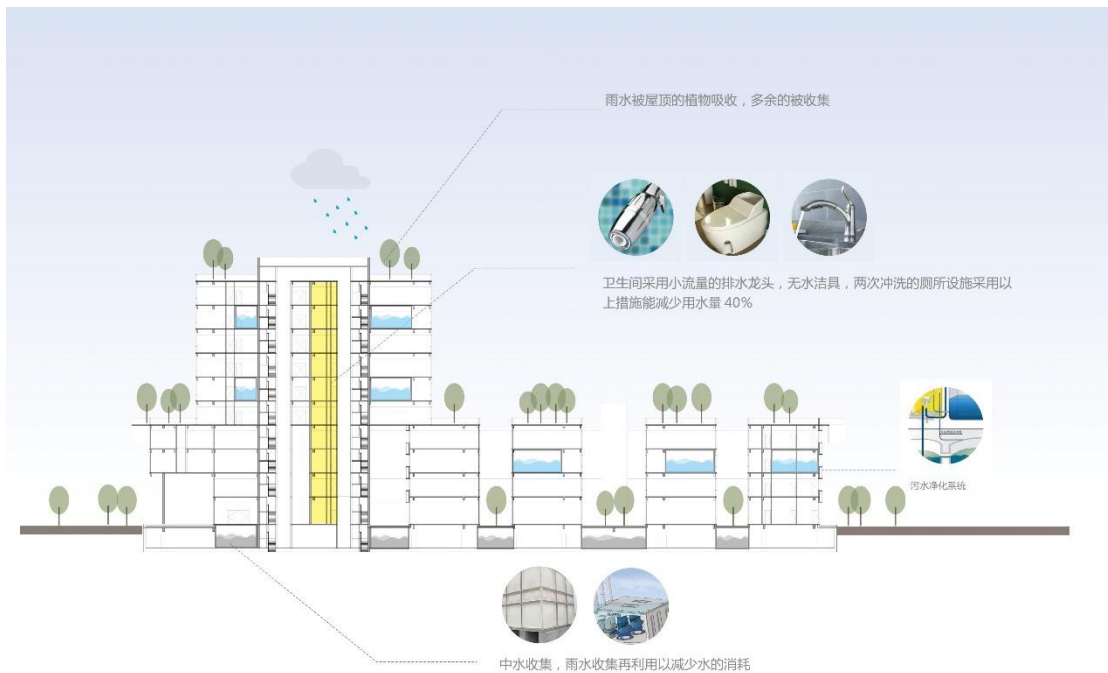 雨水被屋顶的植物吸收，多余的被收集
卫生间采用小流量的排水龙头，无水洁具，两次冲洗的厕所设施采用以
上措施能减少用水量 40%
污水净化系统
中水收集，雨水收集再利用以减少水的消耗